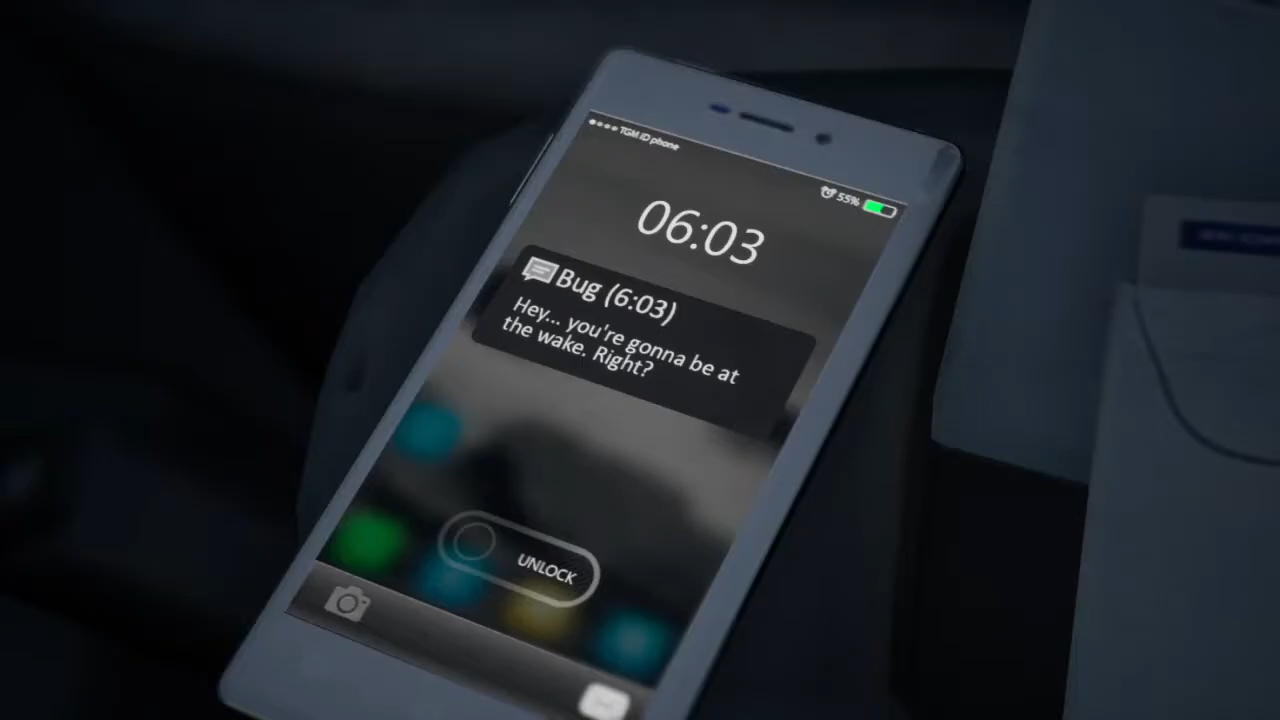 TGM ID phone
55%
06:03
Bug (6:03)
Hey... you're gonna be at
the wake. Right?
UNLOCK